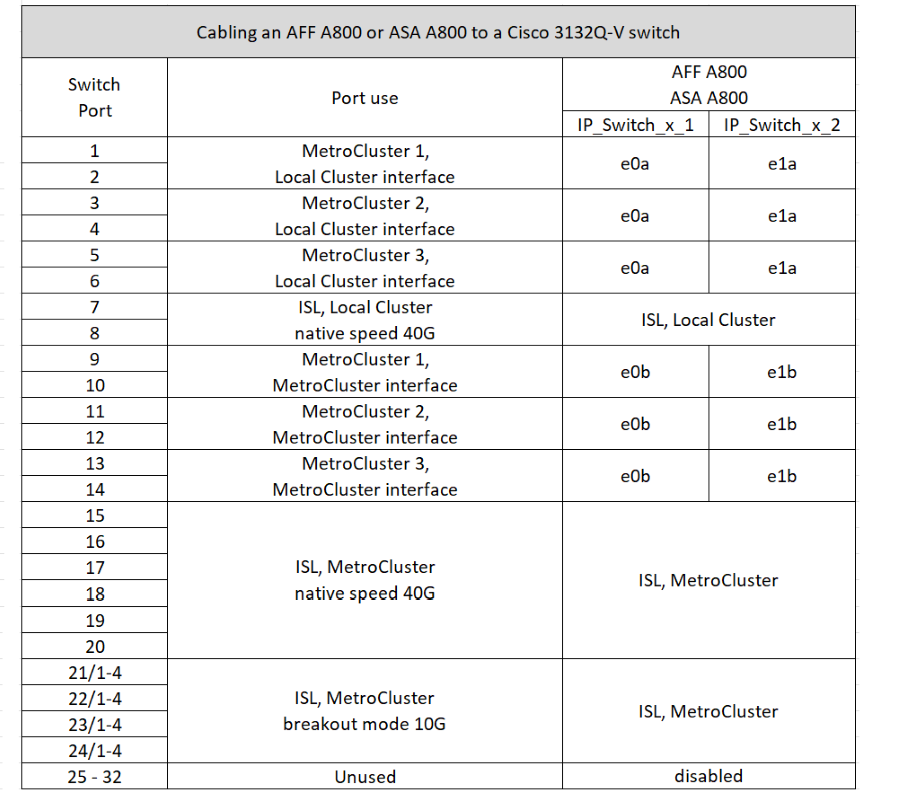 Cabling an AFF A800 or ASA A800 to a Cisco 3132Q-V switch
Switch
Port
Port use
AFF A800
ASA A800
IP_Switch_x_1
IP_Switch_x_2
1
2
MetroCluster 1,
Local Cluster interface
e0a
e1a
3
4
MetroCluster 2,
Local Cluster interface
e0a
e1a
5
6
MetroCluster 3,
Local Cluster interface
e0a
e1a
7
8
ISL, Local Cluster
native speed 40G
ISL, Local Cluster
9
10
MetroCluster 1,
MetroCluster interface
e0b
e1b
11
12
MetroCluster 2,
MetroCluster interface
e0b
e1b
13
14
MetroCluster 3,
MetroCluster interface
e0b
e1b
15
16
17
18
19
20
ISL, MetroCluster
native speed 40G
ISL, MetroCluster
21/1-4
22/1-4
23/1-4
24/1-4
ISL, MetroCluster
breakout mode 10G
ISL, MetroCluster
25 - 32
Unused
disabled